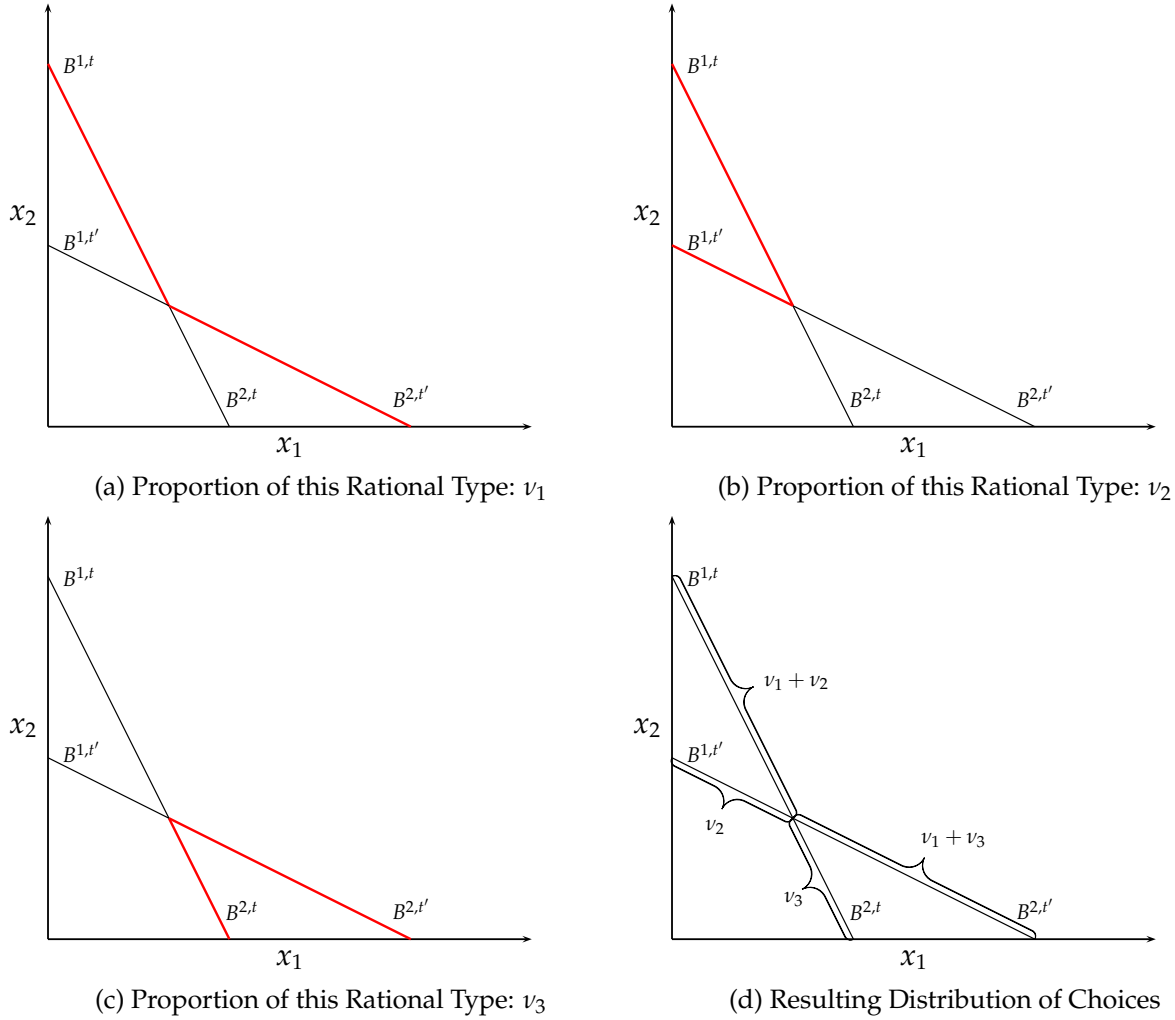 B^{1,t}
x_2
B^{1,t'}
B^{2,t}
B^{2,t'}
x_1
(a) Proportion of this Rational Type: ν_1
B^{1,t}
x_2
B^{1,t'}
B^{2,t}
B^{2,t'}
x_1
(b) Proportion of this Rational Type: ν_2
B^{1,t}
x_2
B^{1,t'}
B^{2,t}
B^{2,t'}
x_1
(c) Proportion of this Rational Type: ν_3
B^{1,t}
ν_1 + ν_2
x_2
B^{1,t'}
ν_2
ν_1 + ν_3
ν_3
B^{2,t}
B^{2,t'}
x_1
(d) Resulting Distribution of Choices